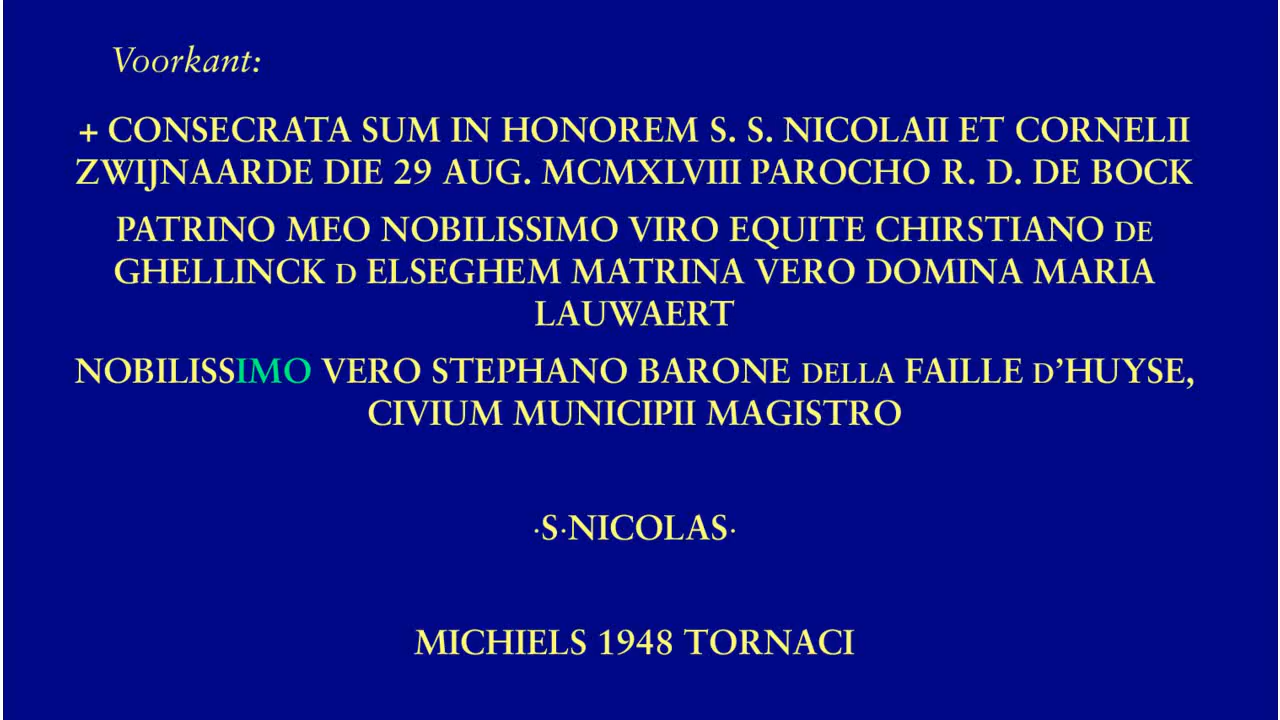 Voorkant:
+ CONSECRATA SUM IN HONOREM S. S. NICOLAII ET CORNELII
ZWIJNAARDE DIE 29 AUG. MCMXLVIII PAROCHO R. D. DE BOCK
PATRINO MEO NOBILISSIMO VIRO EQUITE CHIRSTIANO DE
GHELLINCK D ELSEGHEM MATRINA VERO DOMINA MARIA
LAUWAERT
NOBILISSIMO VERO STEPHANO BARONE DELLA FAILLE D’HUYSE,
CIVIUM MUNICIPII MAGISTRO
·S·NICOLAS·
MICHIELS 1948 TORNACI